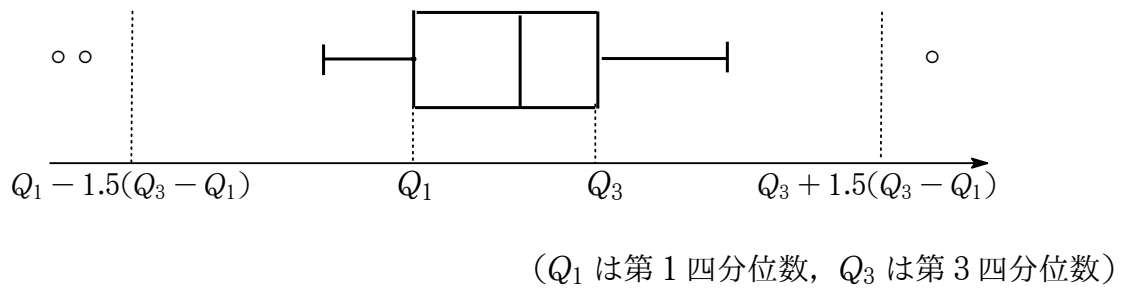 Q₁ − 1.5(Q₃ − Q₁) Q₁ Q₃ Q₃ + 1.5(Q₃ − Q₁)
（Q₁ は第 1 四分位数，Q₃ は第 3 四分位数）